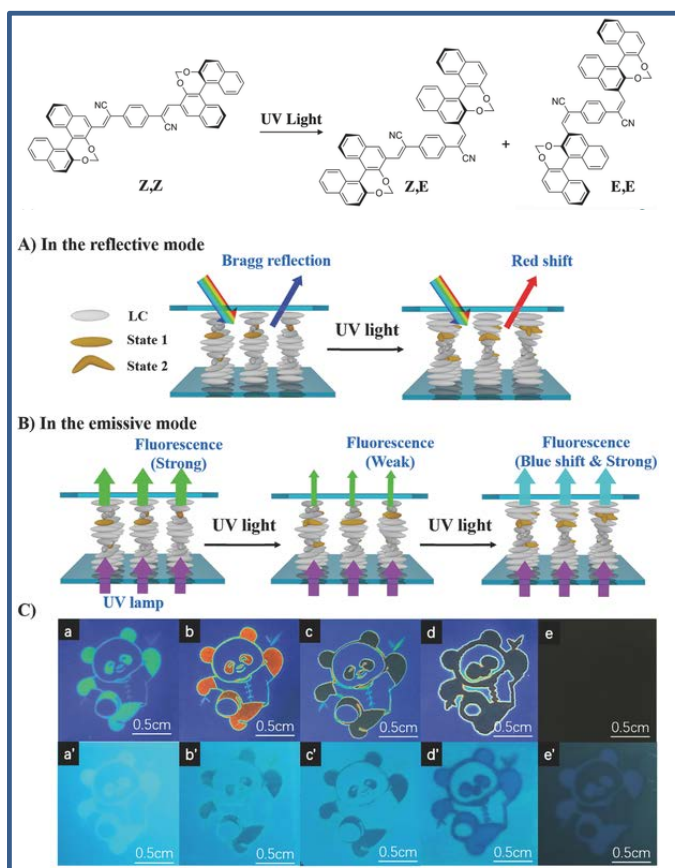 CN
CN
UV Light
CN
CN
+
CN
CN
Z,Z
Z,E
E,E
A) In the reflective mode
Bragg reflection
Red shift
LC
State 1
State 2
UV light
B) In the emissive mode
Fluorescence
(Strong)
Fluorescence
(Weak)
Fluorescence
(Blue shift & Strong)
UV light
UV light
UV lamp
C)
a
b
c
d
e
0.5cm
0.5cm
0.5cm
0.5cm
0.5cm
a'
b'
c'
d'
e'
0.5cm
0.5cm
0.5cm
0.5cm
0.5cm